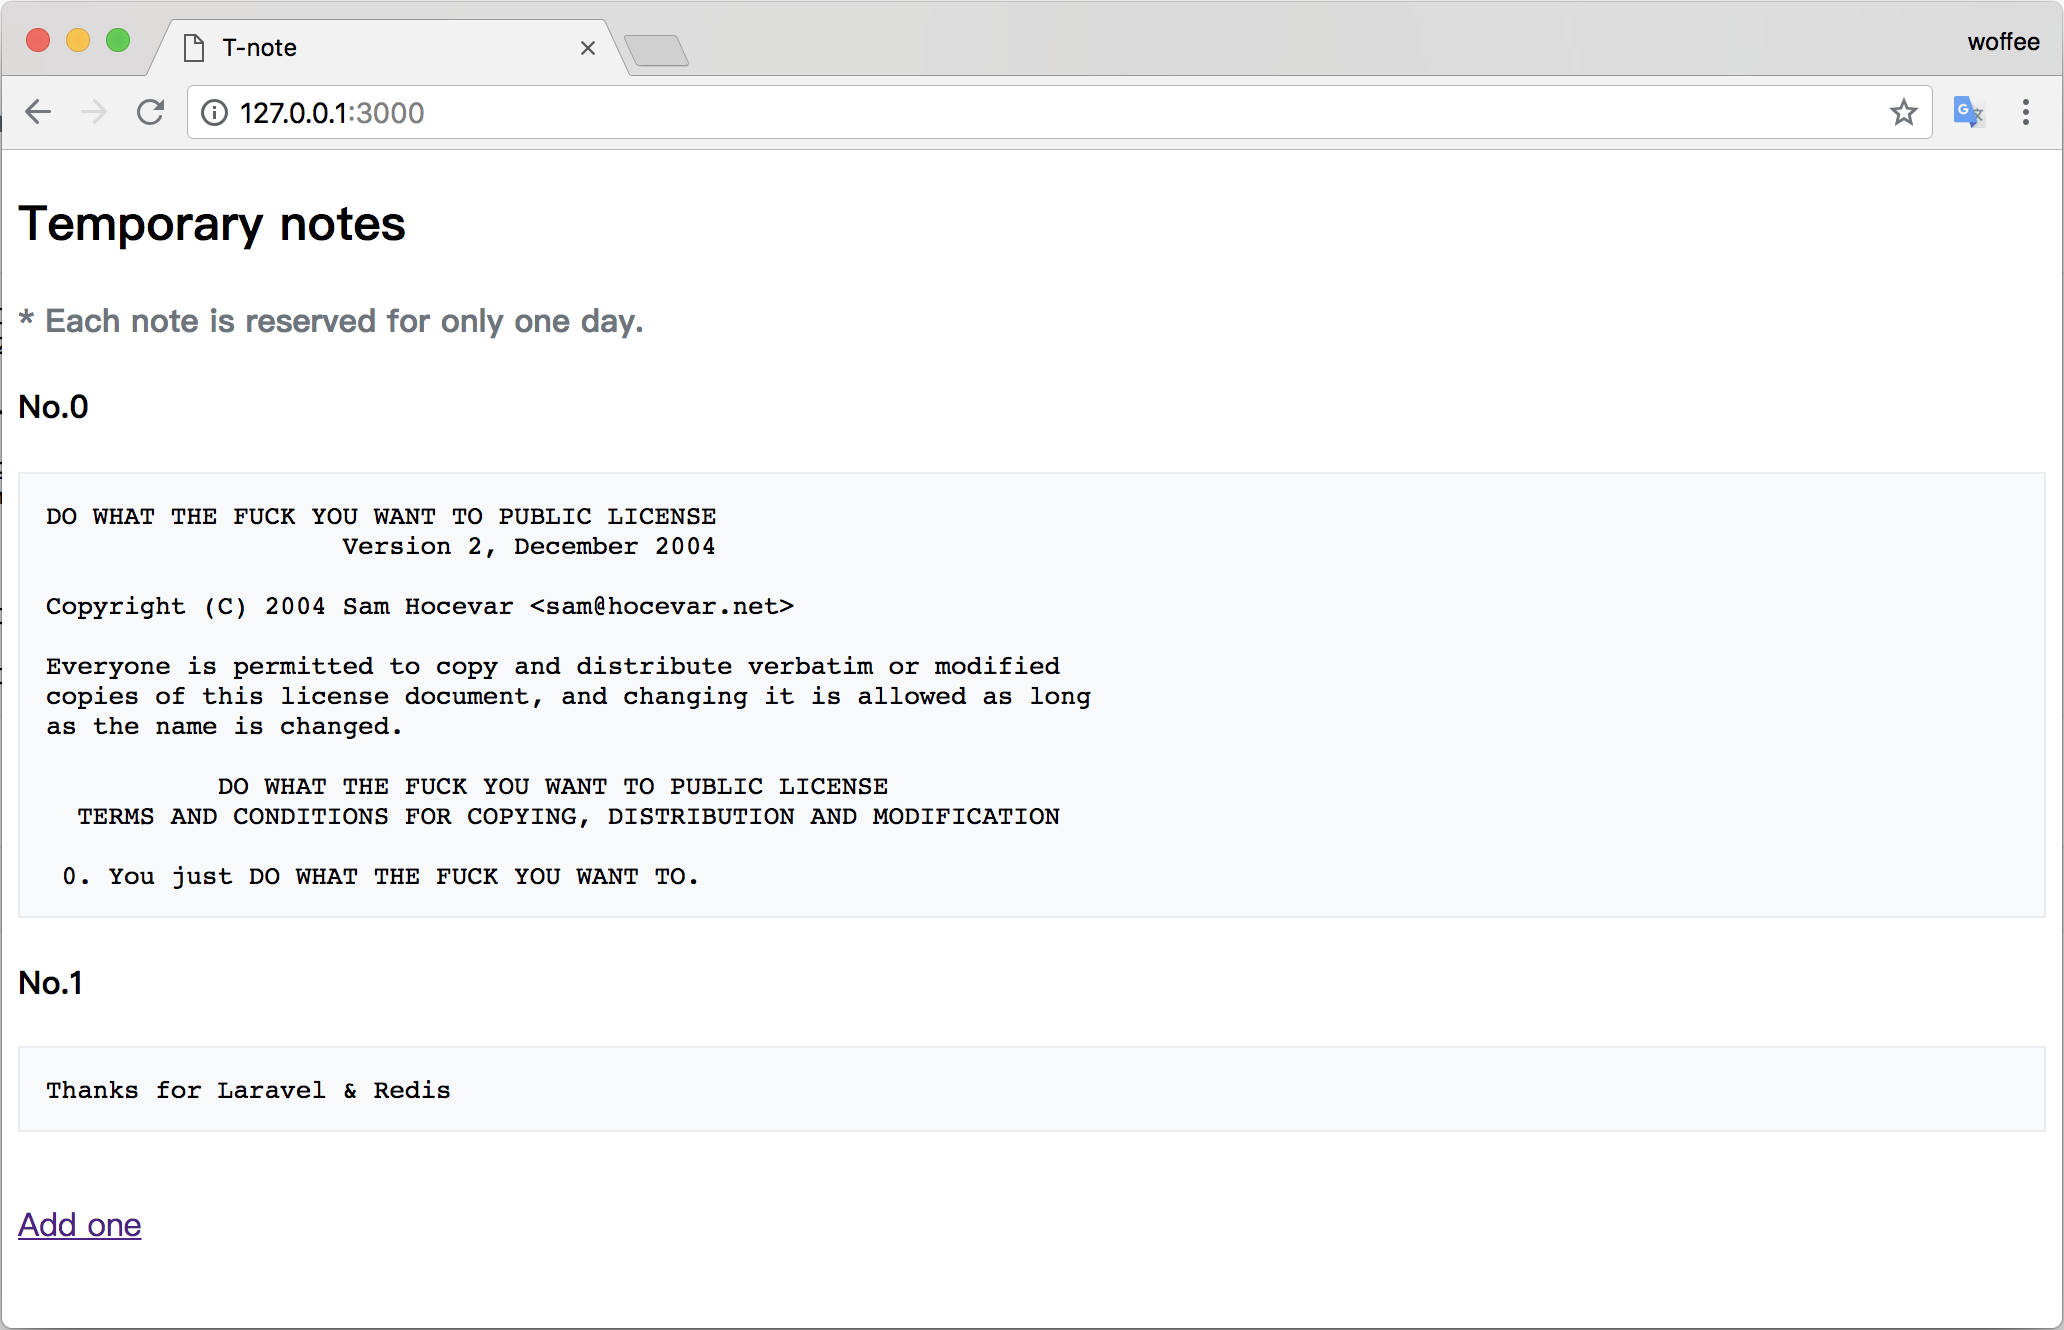 T-note
woffee
127.0.0.1:3000
Temporary notes
* Each note is reserved for only one day.
No.0
DO WHAT THE FUCK YOU WANT TO PUBLIC LICENSE
Version 2, December 2004
Copyright (C) 2004 Sam Hocevar <sam@hocevar.net>
Everyone is permitted to copy and distribute verbatim or modified
copies of this license document, and changing it is allowed as long
as the name is changed.
DO WHAT THE FUCK YOU WANT TO PUBLIC LICENSE
TERMS AND CONDITIONS FOR COPYING, DISTRIBUTION AND MODIFICATION
0. You just DO WHAT THE FUCK YOU WANT TO.
No.1
Thanks for Laravel & Redis
Add one